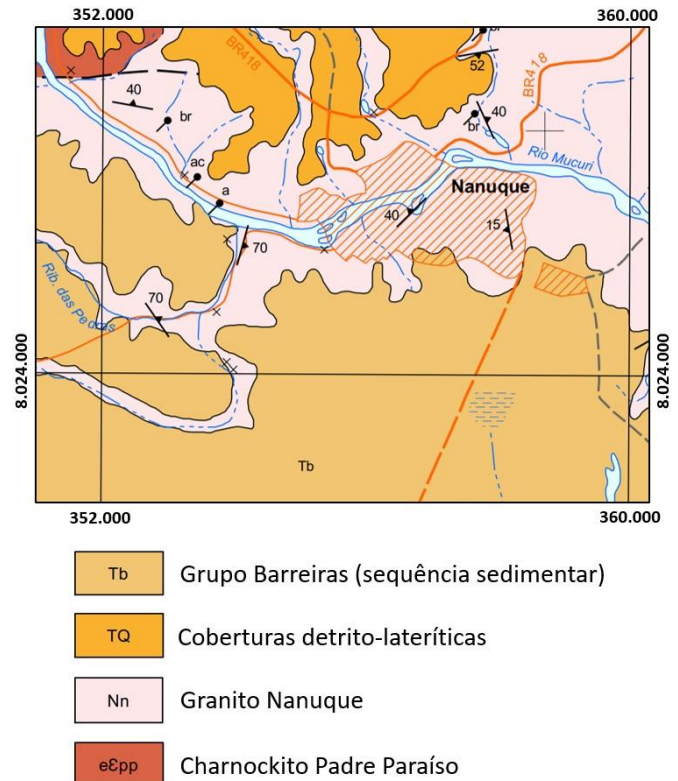 352.000
360.000
BR418
52
40
br
40
br
BR418
Rio Mucuri
ac
a
Nanuque
40
15
70
70
Rib. das Pedras
8.024.000
8.024.000
Tb
352.000
360.000
Tb Grupo Barreiras (sequência sedimentar)
TQ Coberturas detrito-lateríticas
Nn Granito Nanuque
eƐpp Charnockito Padre Paraíso